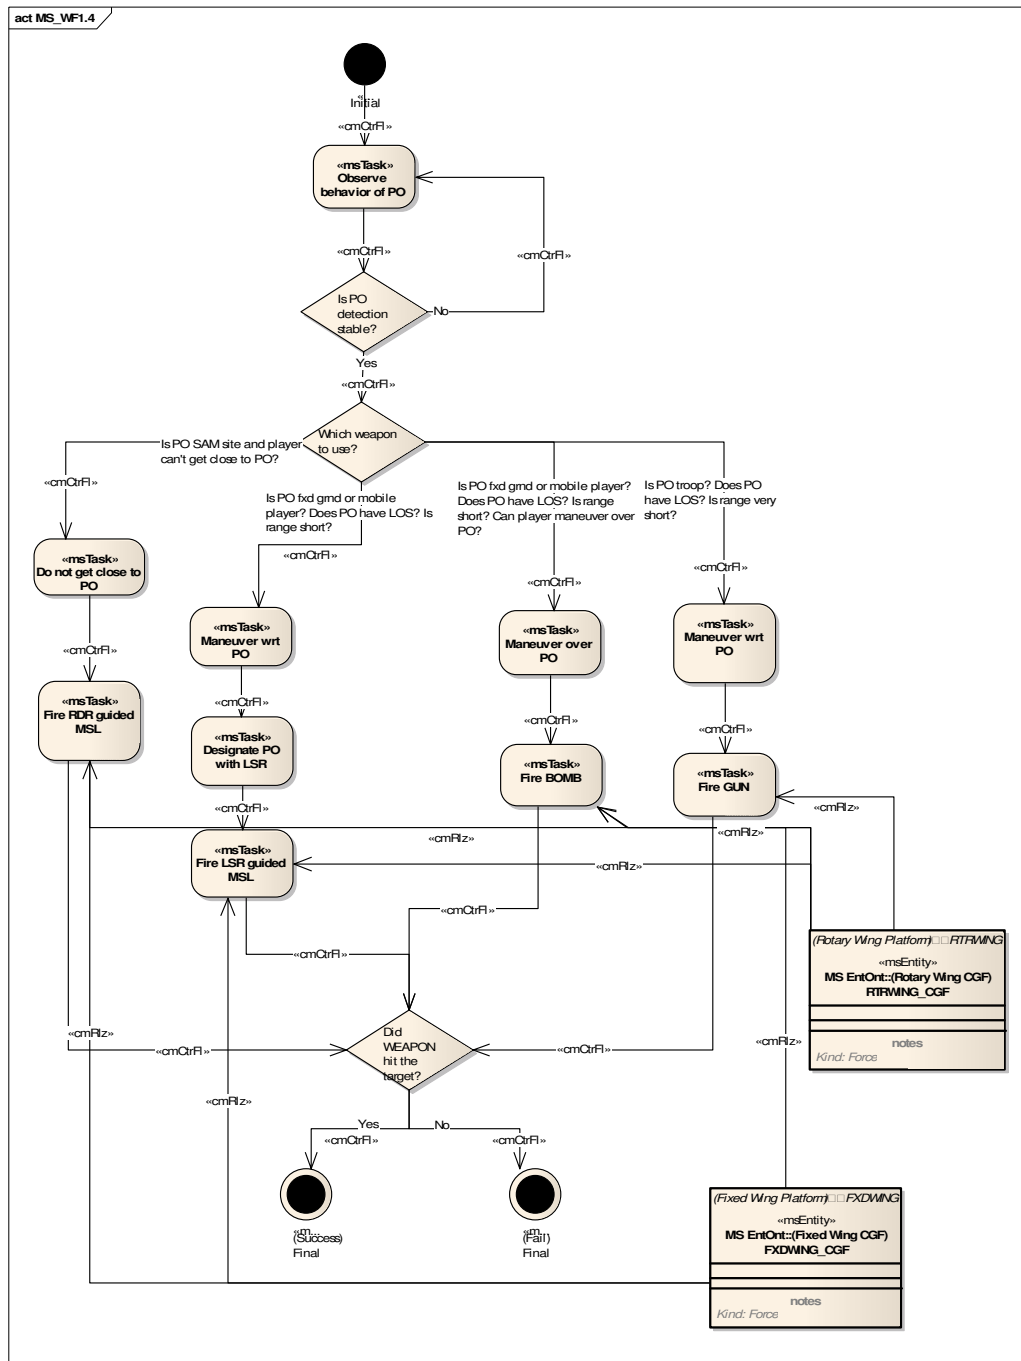 act MS_WF1.4
Initial
«cmCtrFl»
«msTask»
Observe
behavior of PO
«cmCtrFl»
«cmCtrFl»
Is PO
detection
stable?
No
Yes
«cmCtrFl»
Which weapon
to use?
Is PO SAM site and player
can't get close to PO?
«cmCtrFl»
Is PO fxd grnd or mobile
player? Does PO have LOS? Is
range short?
«cmCtrFl»
Is PO fxd grnd or mobile player?
Does PO have LOS? Is range
short? Can player maneuver over
PO?
«cmCtrFl»
Is PO troop? Does PO
have LOS? Is range very
short?
«cmCtrFl»
«msTask»
Do not get close to
PO
«msTask»
Maneuver wrt
PO
«msTask»
Maneuver over
PO
«msTask»
Maneuver wrt
PO
«cmCtrFl»
«cmCtrFl»
«cmCtrFl»
«cmCtrFl»
«msTask»
Fire RDR guided
MSL
«msTask»
Designate PO
with LSR
«msTask»
Fire BOMB
«msTask»
Fire GUN
«cmCtrFl»
«cmRlz»
«cmRlz»
«cmRlz»
«msTask»
Fire LSR guided
MSL
«cmRlz»
«cmCtrFl»
«cmCtrFl»
(Rotary Wing Platform)
RTRWING
«msEntity»
MS EntOnt::(Rotary Wing CGF)
RTRWING_CGF
notes
Kind: Force
«cmRlz»
«cmCtrFl»
Did
WEAPON
hit the
target?
«cmCtrFl»
«cmRlz»
«cmRlz»
Yes
No
«cmCtrFl»
«cmCtrFl»
«m...
(Success)
Final
«m...
(Fail)
Final
(Fixed Wing Platform)
FXDWING
«msEntity»
MS EntOnt::(Fixed Wing CGF)
FXDWING_CGF
notes
Kind: Force